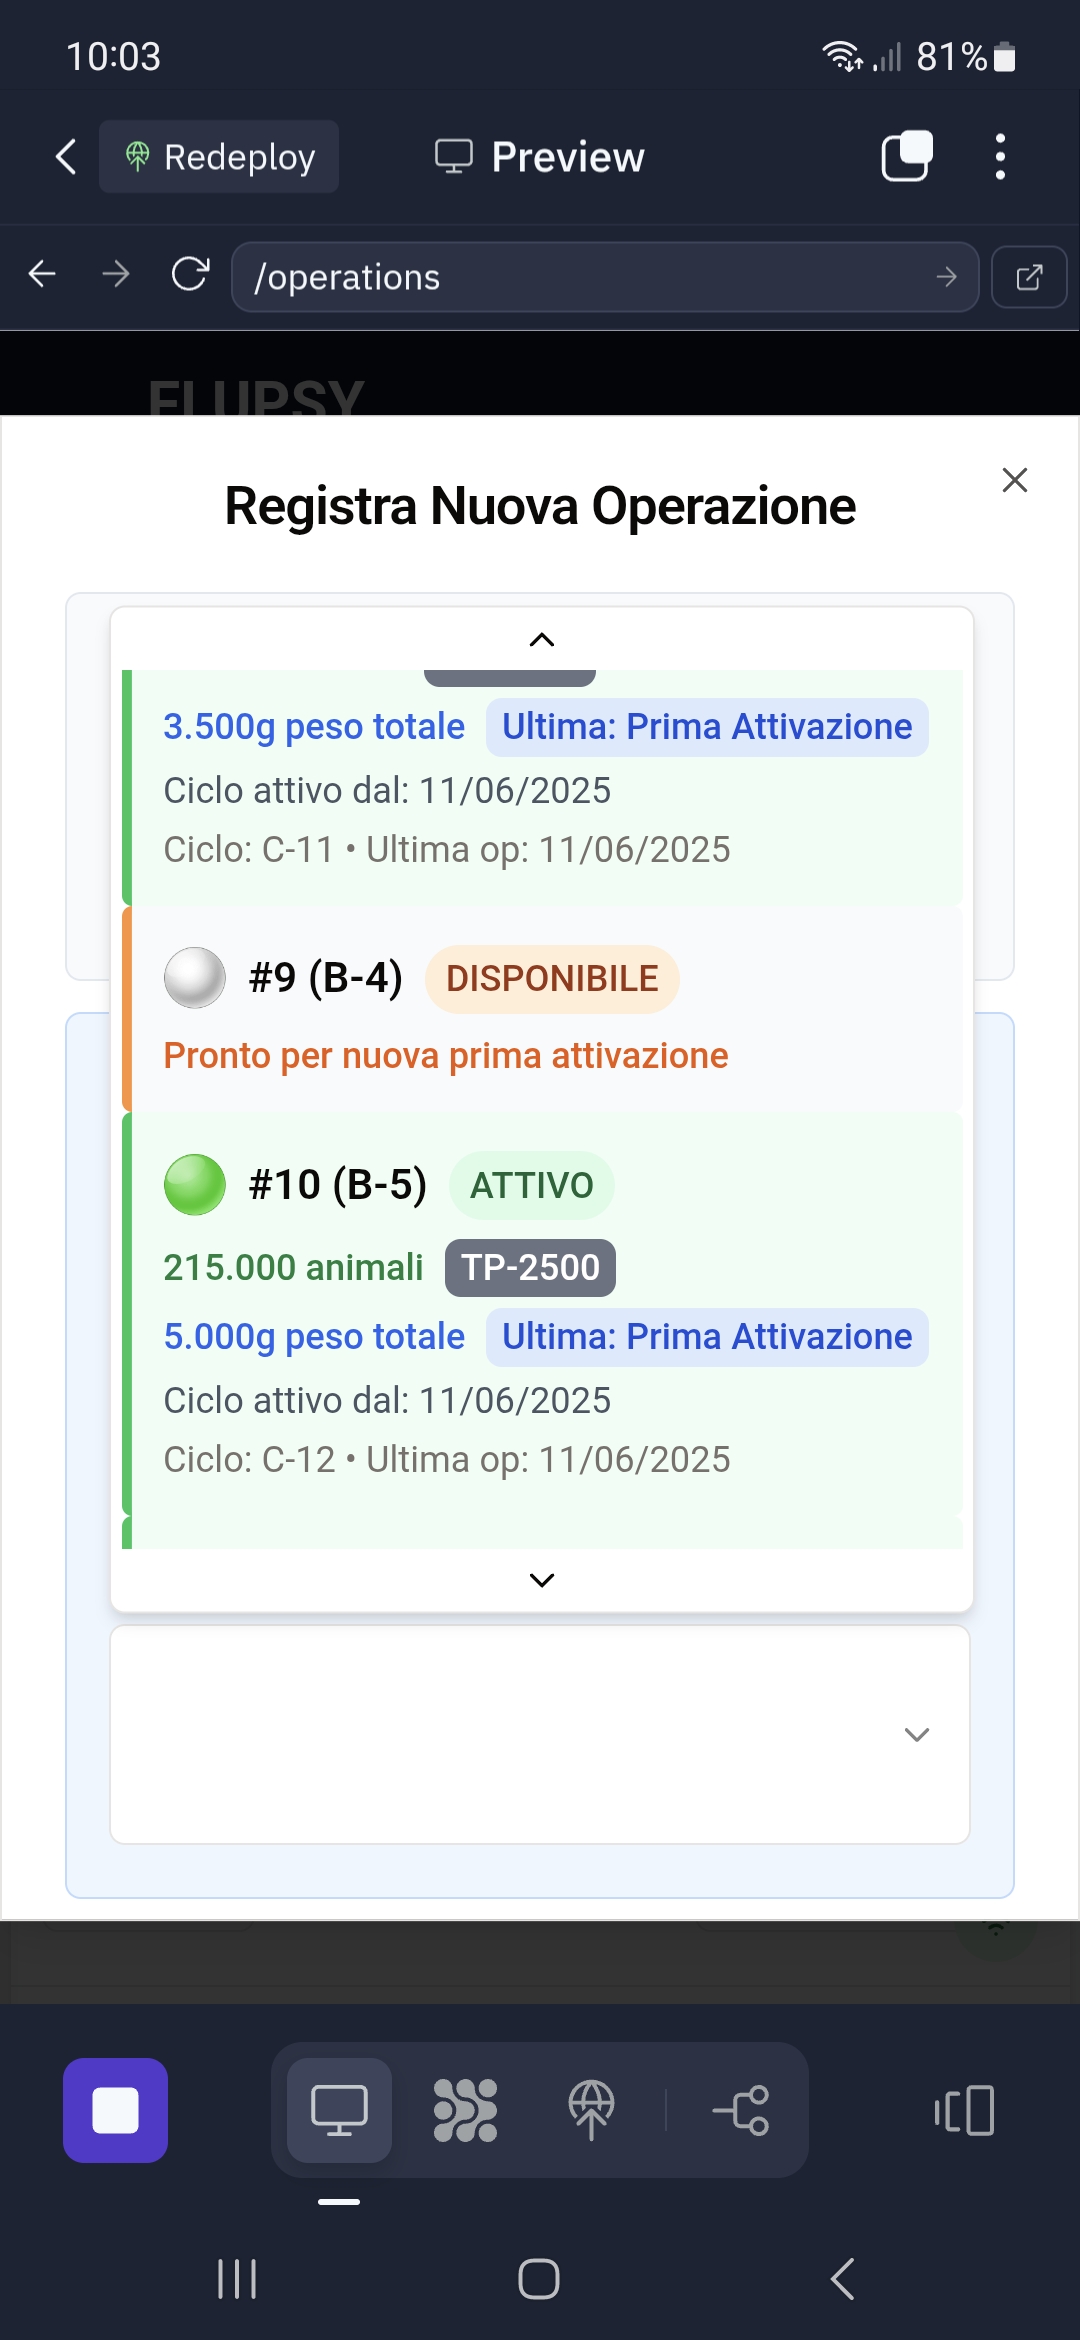 10:03
81%
Redeploy
Preview
/operations
FLUPSY
Registra Nuova Operazione
3.500g peso totale Ultima: Prima Attivazione
Ciclo attivo dal: 11/06/2025
Ciclo: C-11 • Ultima op: 11/06/2025
#9 (B-4) DISPONIBILE
Pronto per nuova prima attivazione
#10 (B-5) ATTIVO
215.000 animali TP-2500
5.000g peso totale Ultima: Prima Attivazione
Ciclo attivo dal: 11/06/2025
Ciclo: C-12 • Ultima op: 11/06/2025